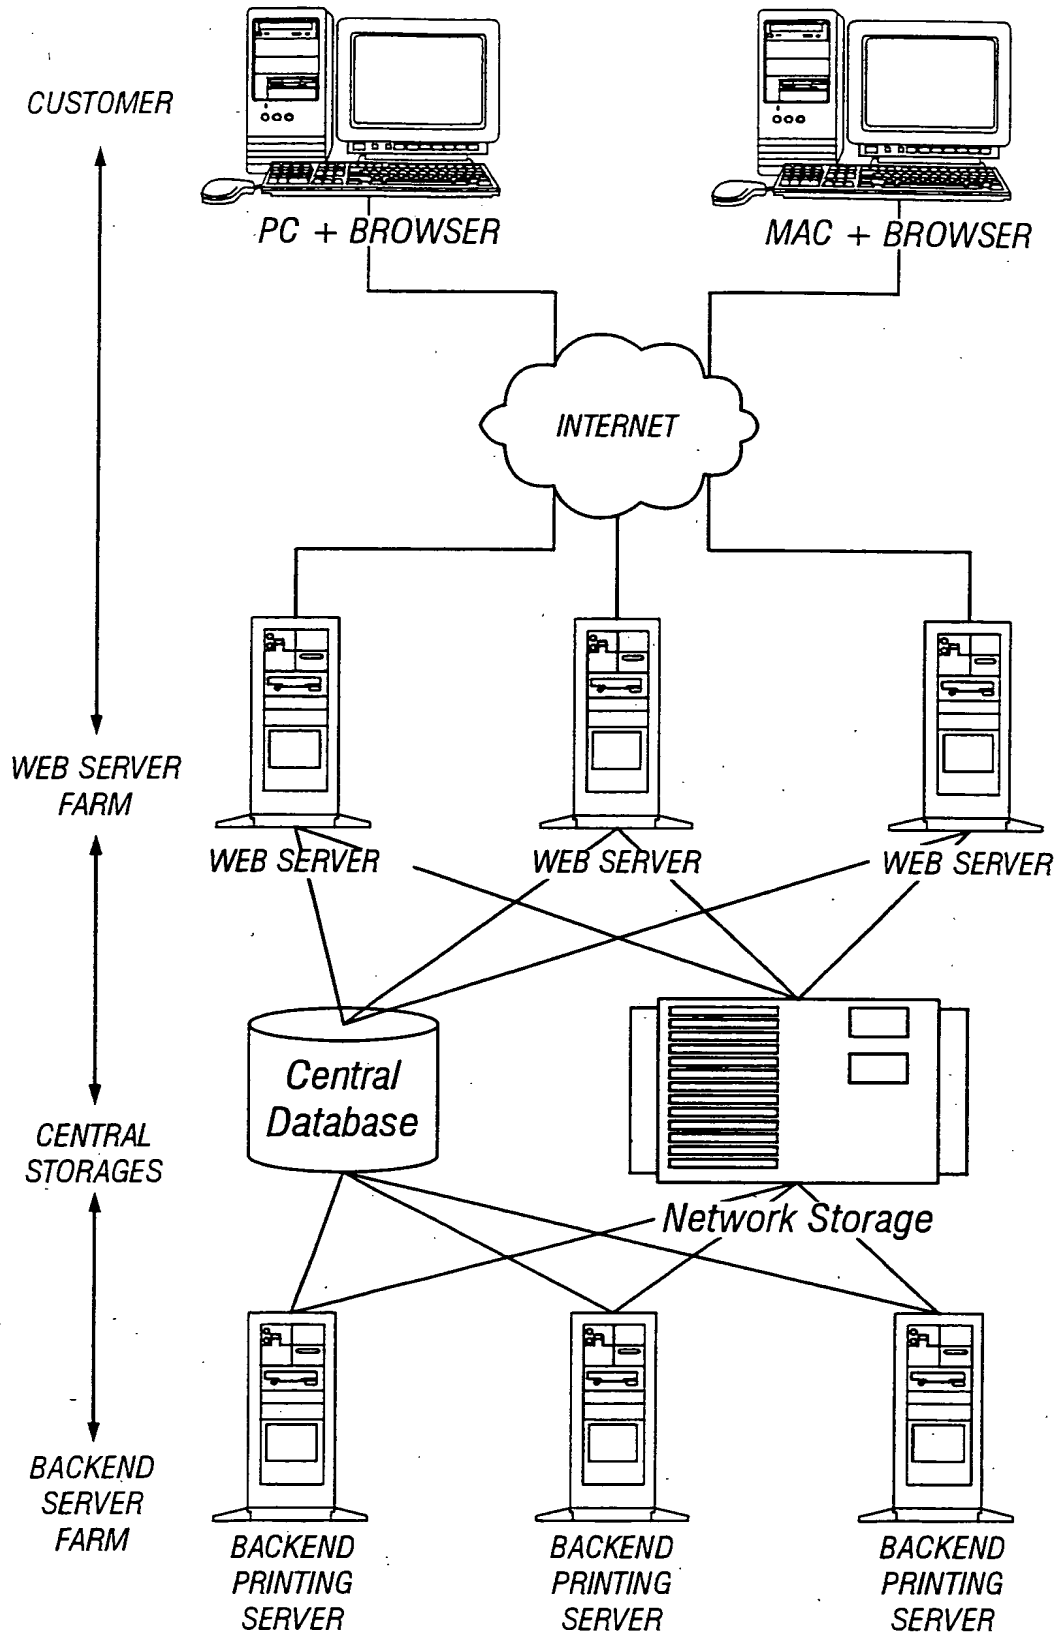 CUSTOMER
PC + BROWSER
MAC + BROWSER
INTERNET
WEB SERVER
FARM
WEB SERVER
WEB SERVER
WEB SERVER
Central
Database
CENTRAL
STORAGES
Network Storage
BACKEND
SERVER
FARM
BACKEND
PRINTING
SERVER
BACKEND
PRINTING
SERVER
BACKEND
PRINTING
SERVER